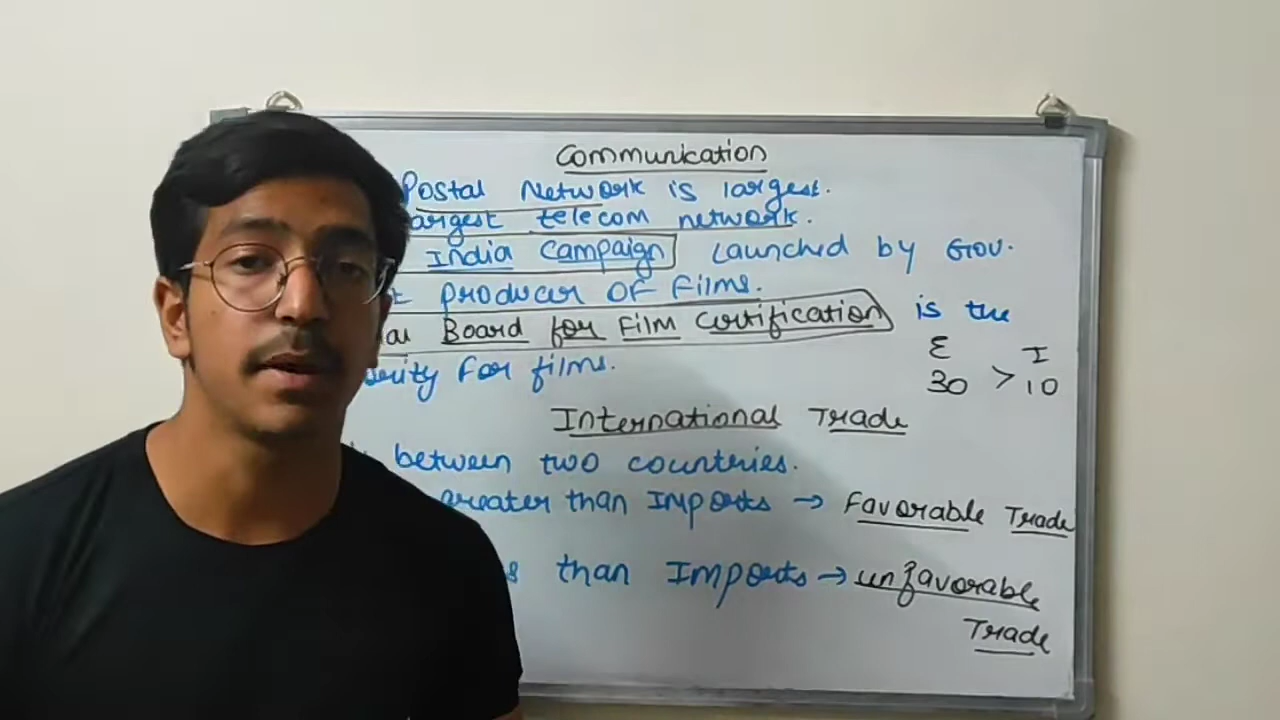 Communication
Postal Network is largest.
largest telecom network.
India Campaign Launched by Gov.
producer of films.
Board for Film Certification is the
for films.
E I
30 > 10
International Trade
between two countries.
greater than Imports → Favorable Trade
than Imports → unfavorable
Trade